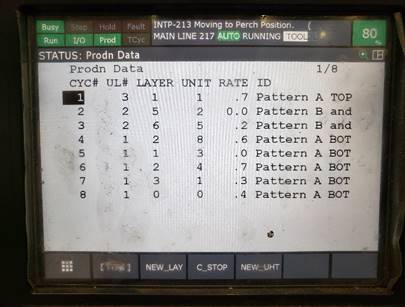 Busy Step Hold Fault INTP-213 Moving to Perch Position. (
Run I/O Prod TCyc MAIN LINE 217 AUTO RUNNING TOOL 80
STATUS: Prodn Data
Prodn Data 1/8
CYC# UL# LAYER UNIT RATE ID
1 3 1 1 .7 Pattern A TOP
2 2 5 2 0.0 Pattern B and
3 2 6 5 .2 Pattern B and
4 1 2 8 .6 Pattern A BOT
5 1 1 3 .0 Pattern A BOT
6 1 2 4 .7 Pattern A BOT
7 1 3 1 .3 Pattern A BOT
8 1 0 0 .4 Pattern A BOT
NEW_LAY C_STOP NEW_UHT